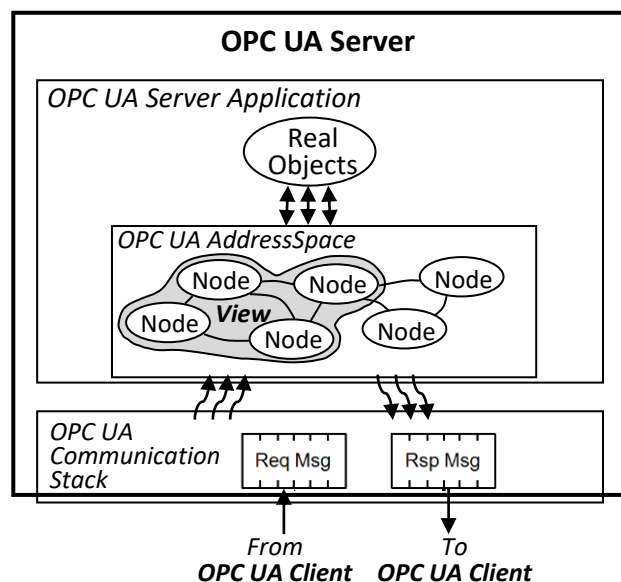 OPC UA Server
OPC UA Server Application
Real
Objects
OPC UA AddressSpace
Node
Node
Node
Node
View
Node
Node
OPC UA
Communication
Stack
Req Msg
Rsp Msg
From
OPC UA Client
To
OPC UA Client